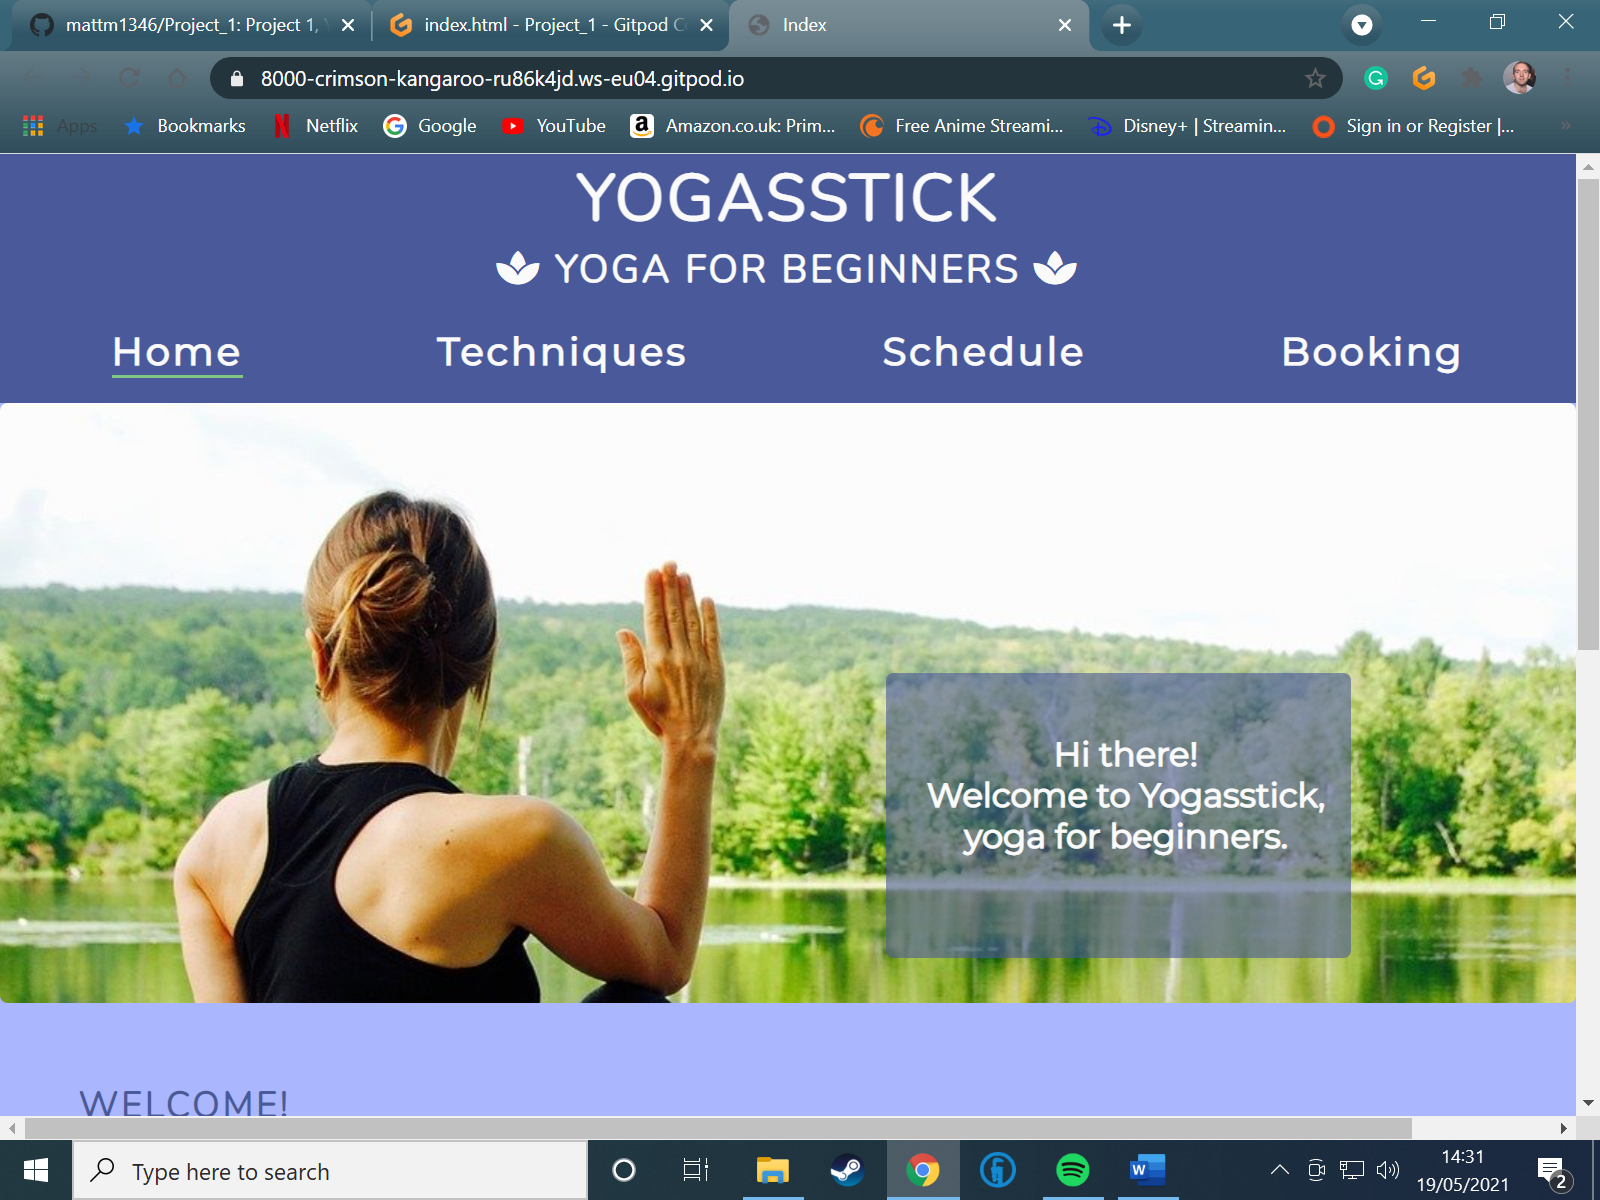 mattm1346/Project_1: Project 1,
index.html - Project_1 - Gitpod
Index
8000-crimson-kangaroo-ru86k4jd.ws-eu04.gitpod.io
Apps
Bookmarks
Netflix
Google
YouTube
Amazon.co.uk: Prim...
Free Anime Streami...
Disney+ | Streamin...
Sign in or Register |...
YOGASSTICK
YOGA FOR BEGINNERS
Home
Techniques
Schedule
Booking
Hi there!
Welcome to Yogasstick,
yoga for beginners.
WELCOME!
Type here to search
14:31
19/05/2021
2